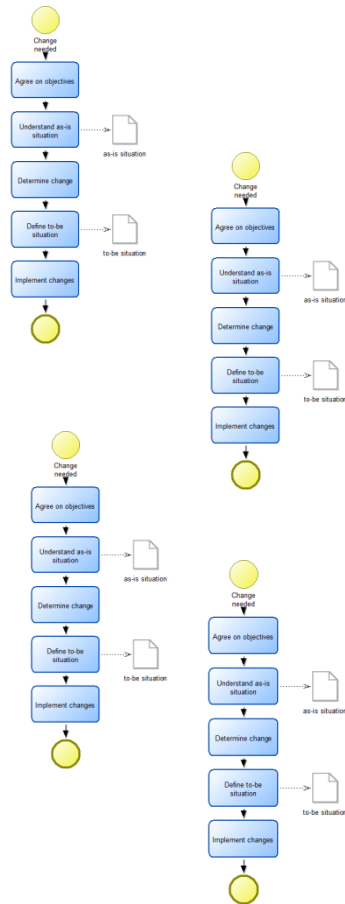 Change
needed
Agree on objectives
Understand as-is
situation
as-is situation
Determine change
Define to-be
situation
to-be situation
Implement changes
Change
needed
Agree on objectives
Understand as-is
situation
as-is situation
Determine change
Define to-be
situation
to-be situation
Implement changes
Change
needed
Agree on objectives
Understand as-is
situation
as-is situation
Determine change
Define to-be
situation
to-be situation
Implement changes
Change
needed
Agree on objectives
Understand as-is
situation
as-is situation
Determine change
Define to-be
situation
to-be situation
Implement changes